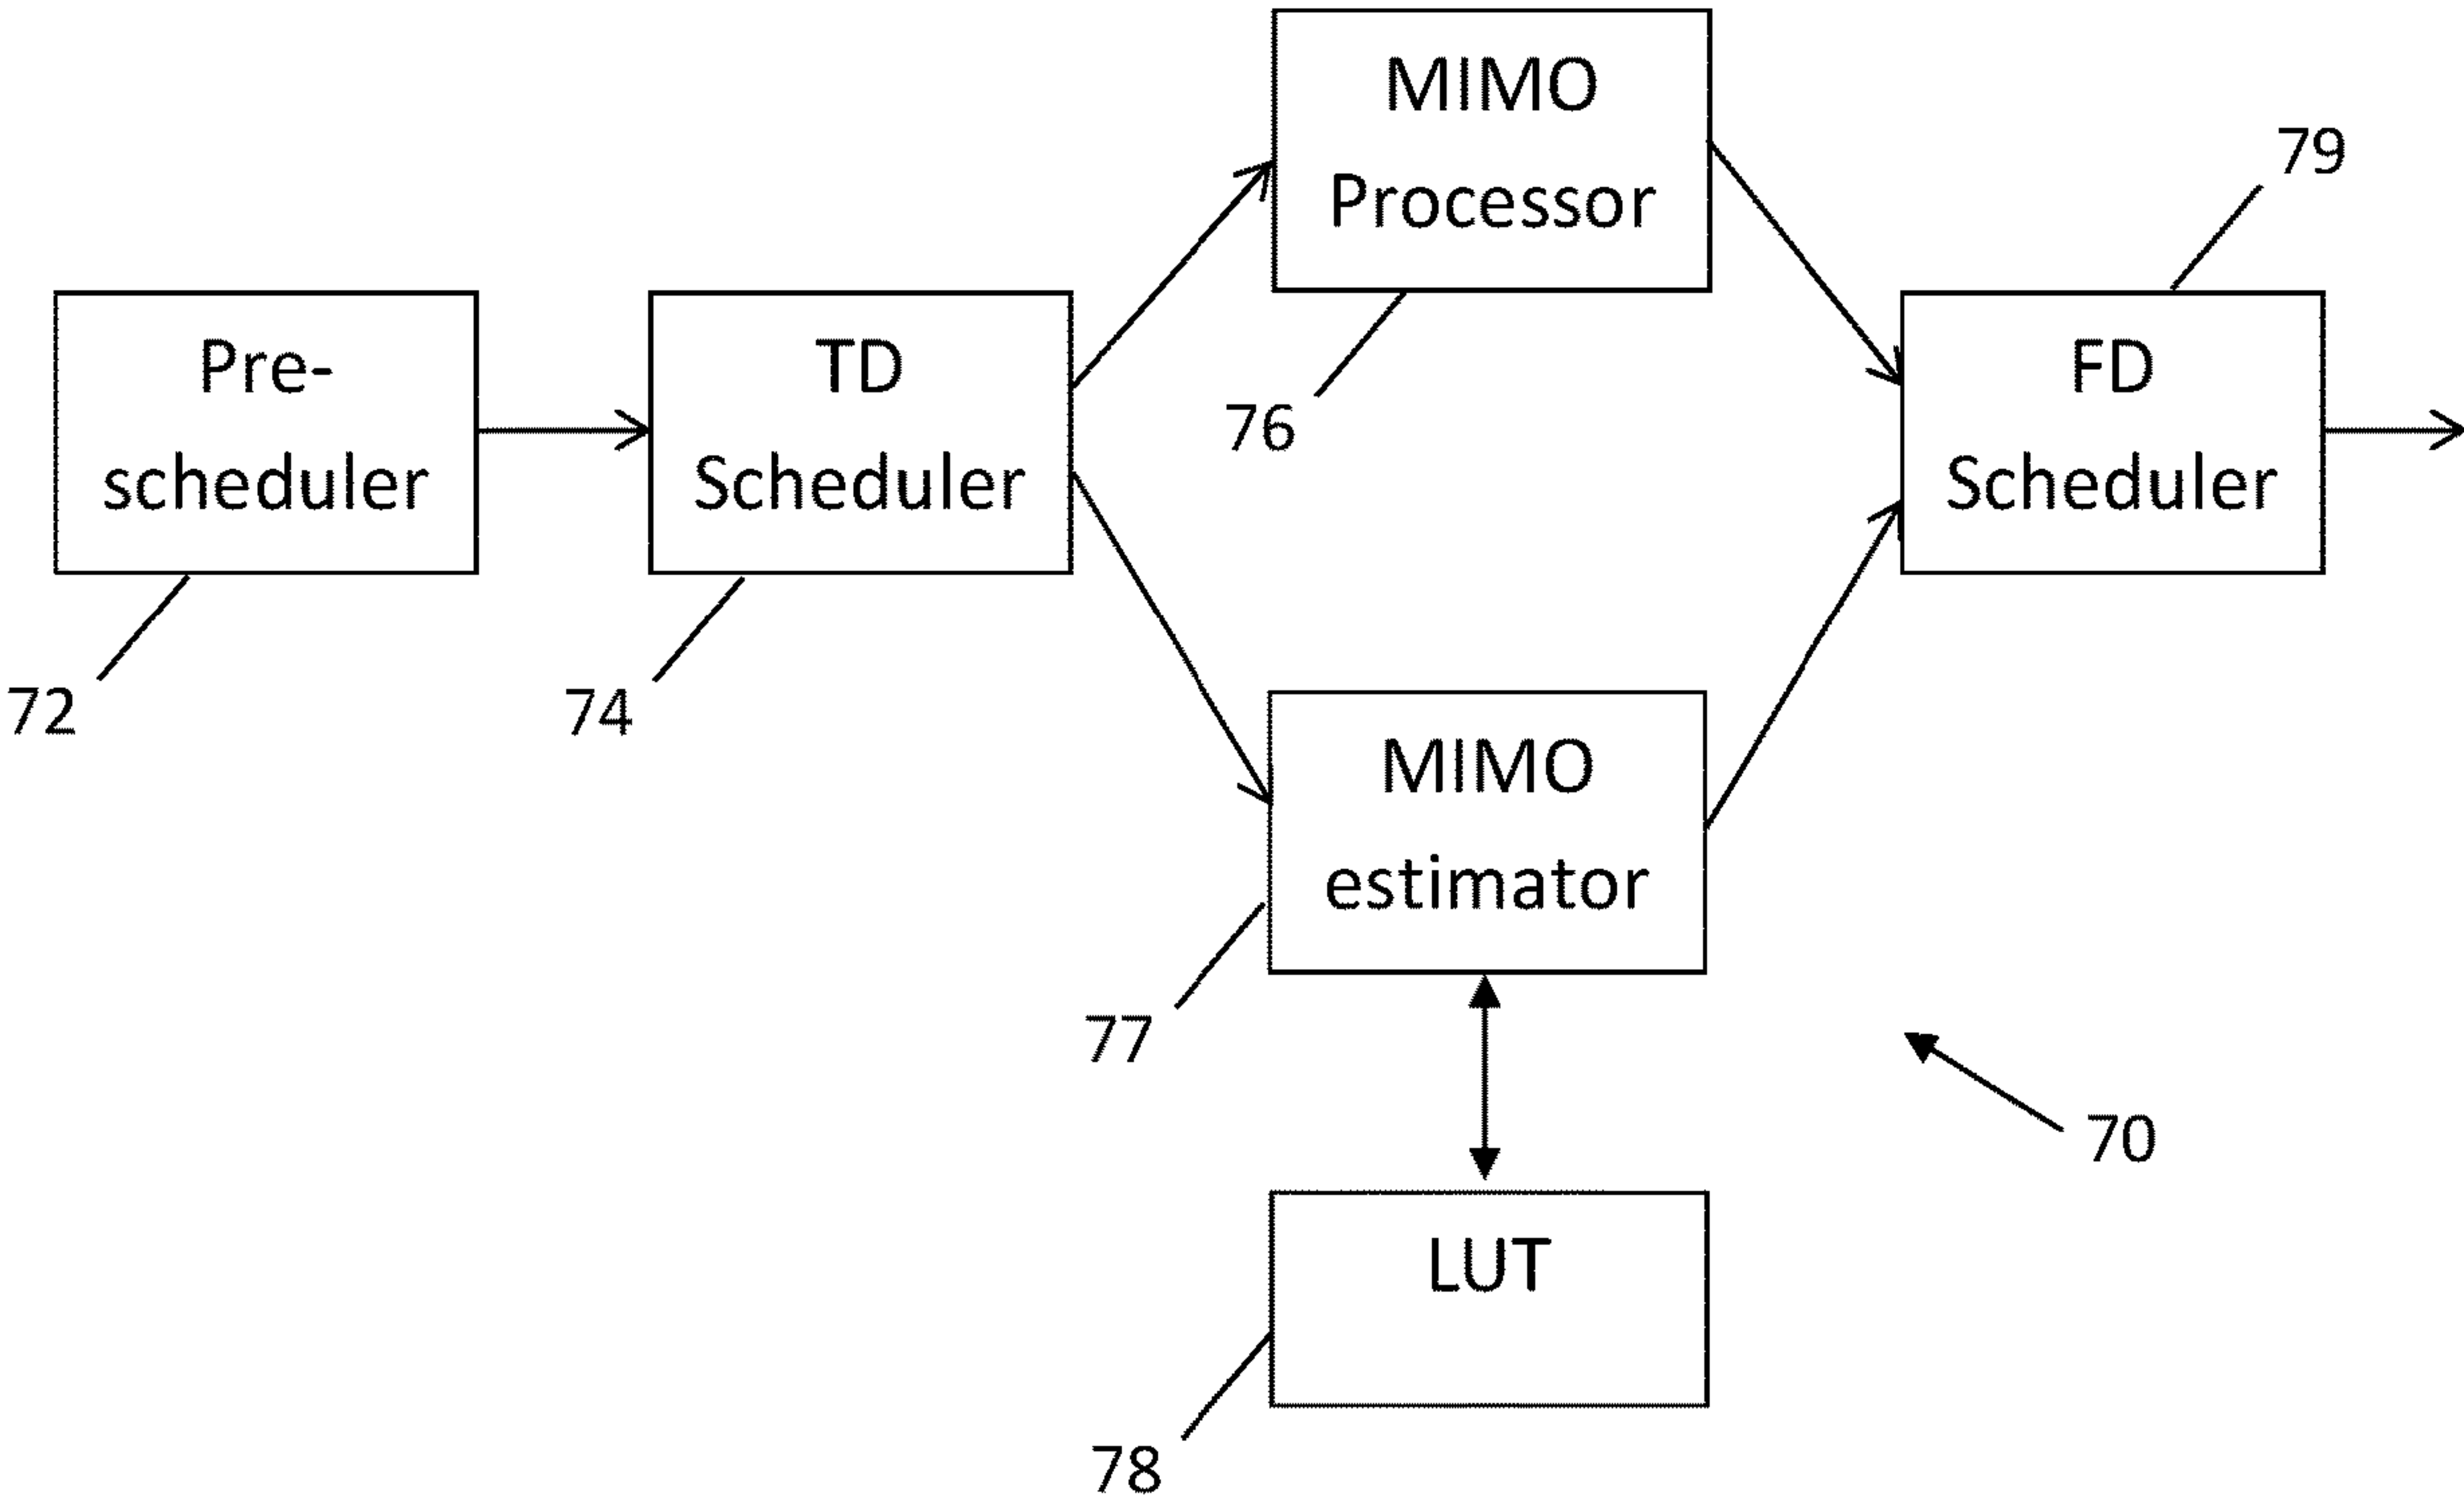 MIMO
Processor
76
79
Pre-
scheduler
72
TD
Scheduler
74
FD
Scheduler
MIMO
estimator
77
LUT
78
70